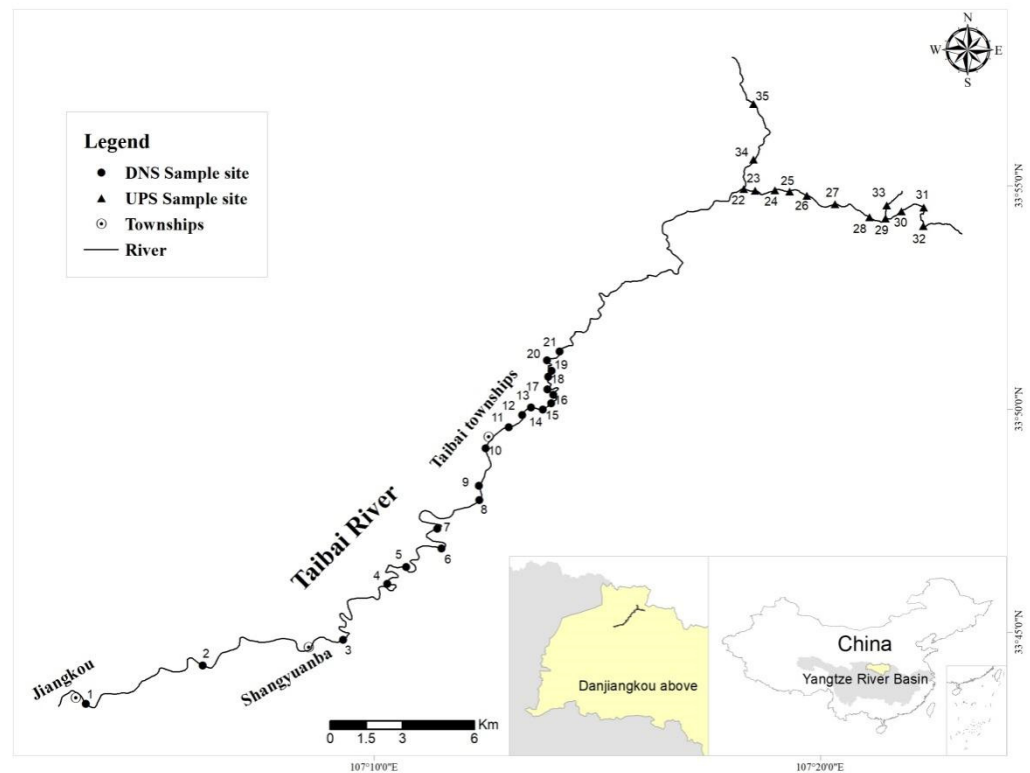 N
W E
S
Legend
DNS Sample site
UPS Sample site
Townships
River
35
34
23
22
24
25
26
27
28
33
29
30
31
32
33°55'0"N
21
20
19
18
17
16
15
14
13
12
11
10
Taibai townships
33°50'0"N
9
8
7
6
5
4
Taibai River
3
Shangyuanba
2
Jiangkou
1
33°45'0"N
Km
0 1.5 3 6
Danjiangkou above
China
Yangtze River Basin
107°10'0"E
107°20'0"E